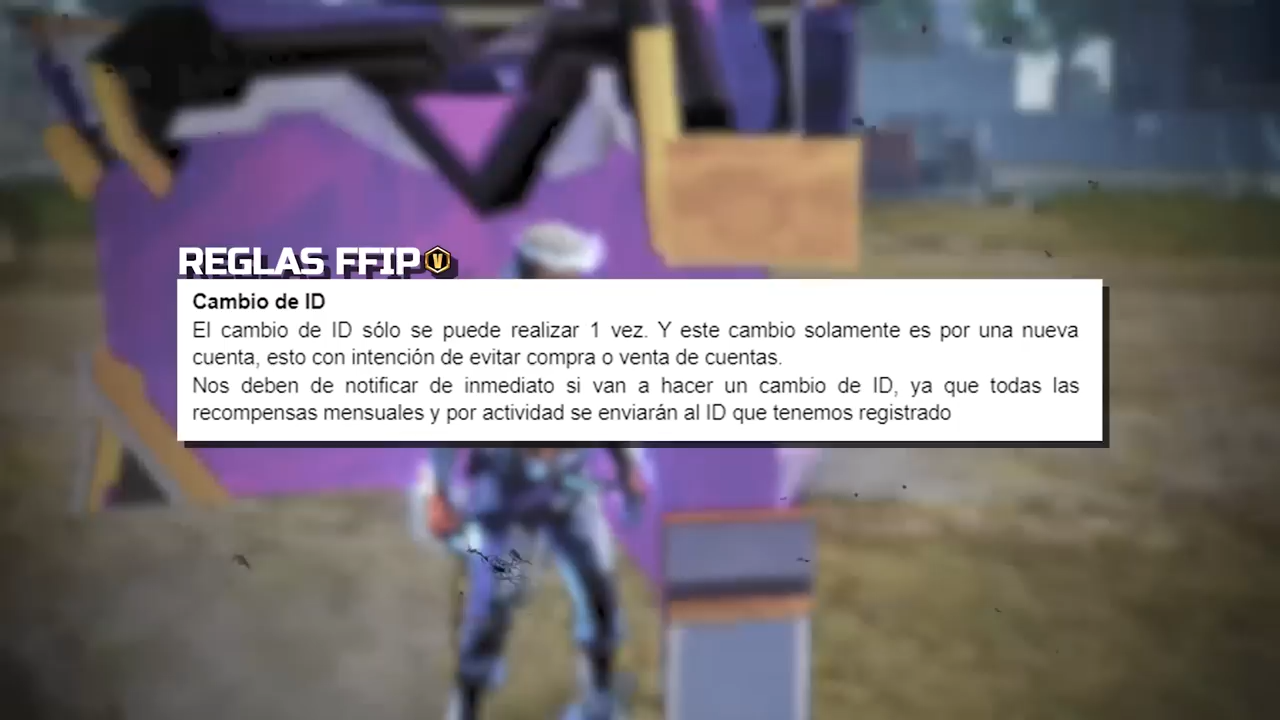 REGLAS FFIP V
Cambio de ID
El cambio de ID sólo se puede realizar 1 vez. Y este cambio solamente es por una nueva
cuenta, esto con intención de evitar compra o venta de cuentas.
Nos deben de notificar de inmediato si van a hacer un cambio de ID, ya que todas las
recompensas mensuales y por actividad se enviarán al ID que tenemos registrado